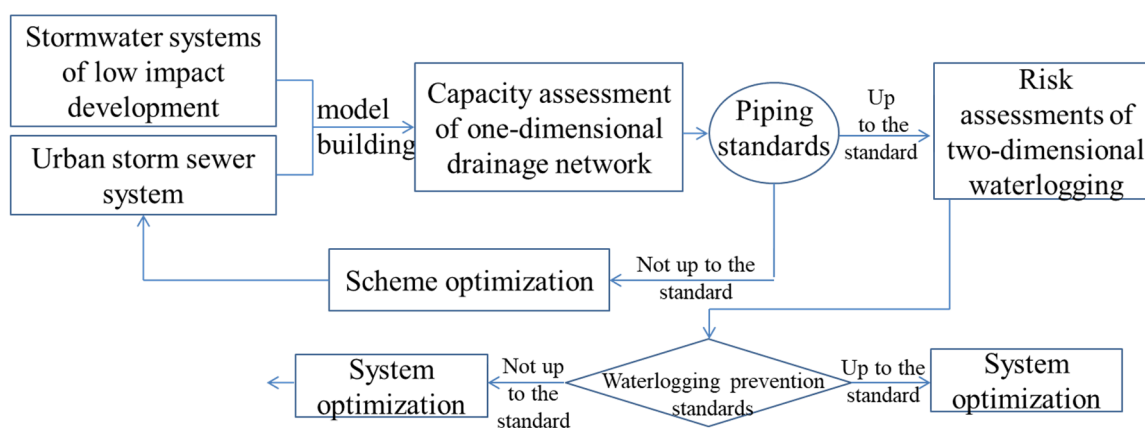 Stormwater systems
of low impact
development
Urban storm sewer
system
model
building
Capacity assessment
of one-dimensional
drainage network
Piping
standards
Up
to the
standard
Risk
assessments of
two-dimensional
waterlogging
Scheme optimization
Not up to the
standard
System
optimization
Not up
to the
standard
Waterlogging prevention
standards
Up to the
standard
System
optimization